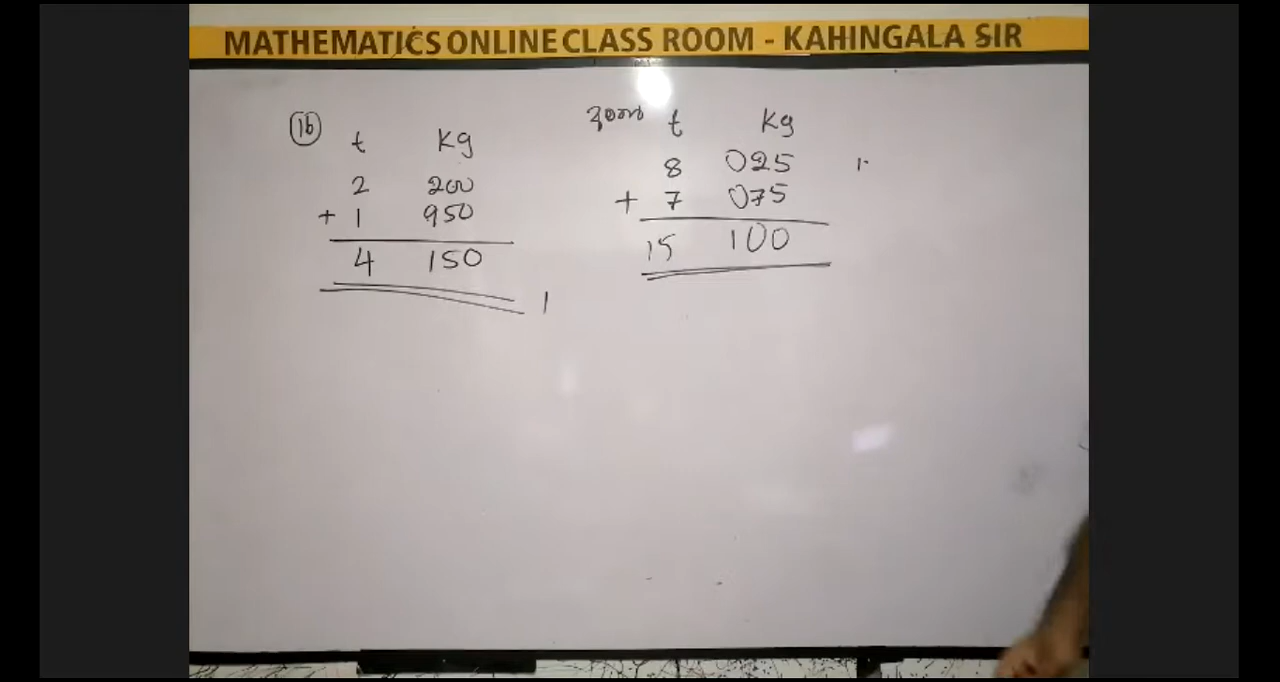 MATHEMATICS ONLINE CLASS ROOM - KAHINGALA SIR
16
t Kg
2 200
+ 1 950
4 150
1
t Kg
8 025
+ 7 075
15 100